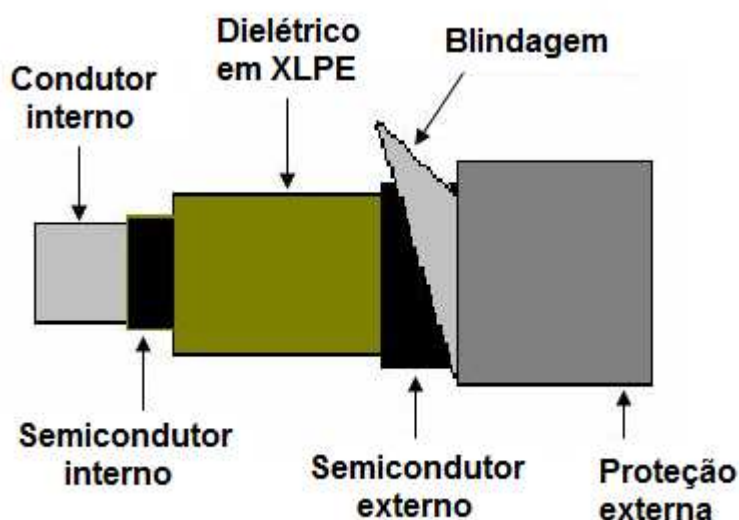 Dielétrico
em XLPE
Blindagem
Condutor
interno
Semicondutor
interno
Semicondutor
externo
Proteção
externa